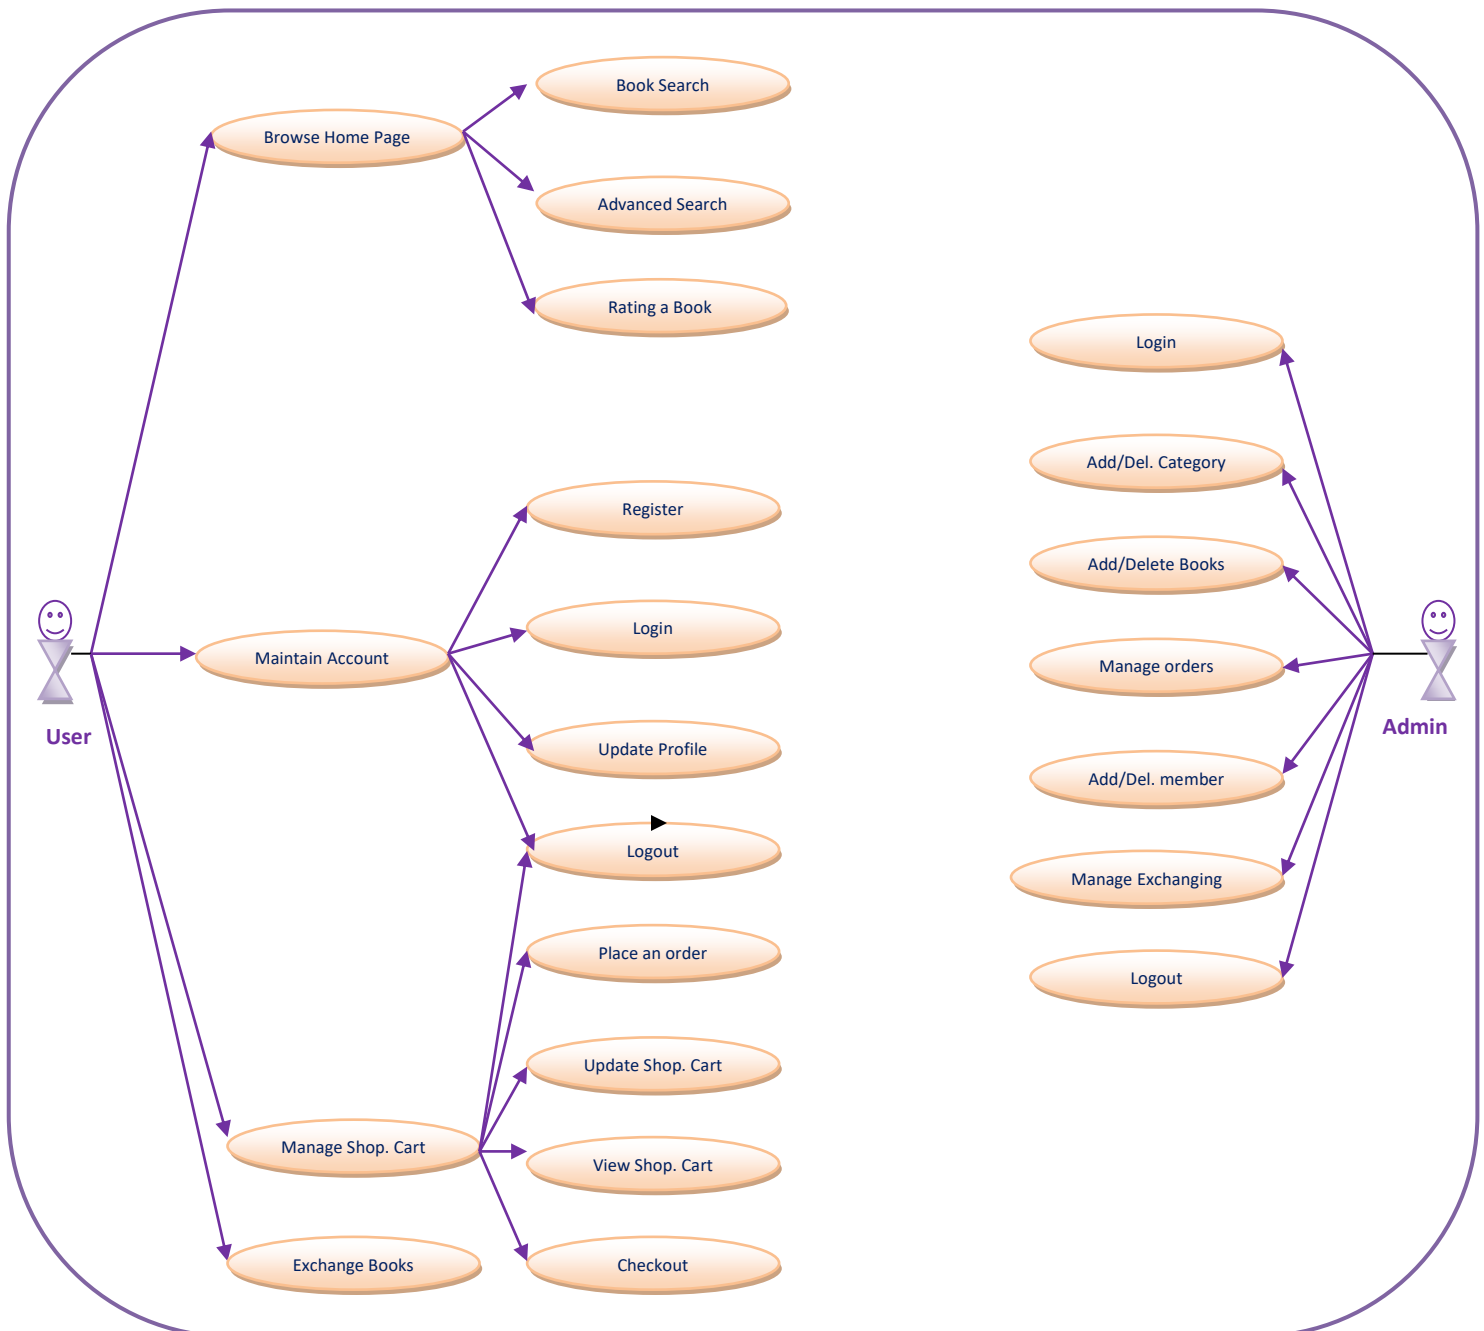 Book Search
Browse Home Page
Advanced Search
Rating a Book
Login
Add/Del. Category
Register
Add/Delete Books
Login
Maintain Account
Manage orders
User
Admin
Update Profile
Add/Del. member
Logout
Manage Exchanging
Place an order
Logout
Update Shop. Cart
Manage Shop. Cart
View Shop. Cart
Exchange Books
Checkout